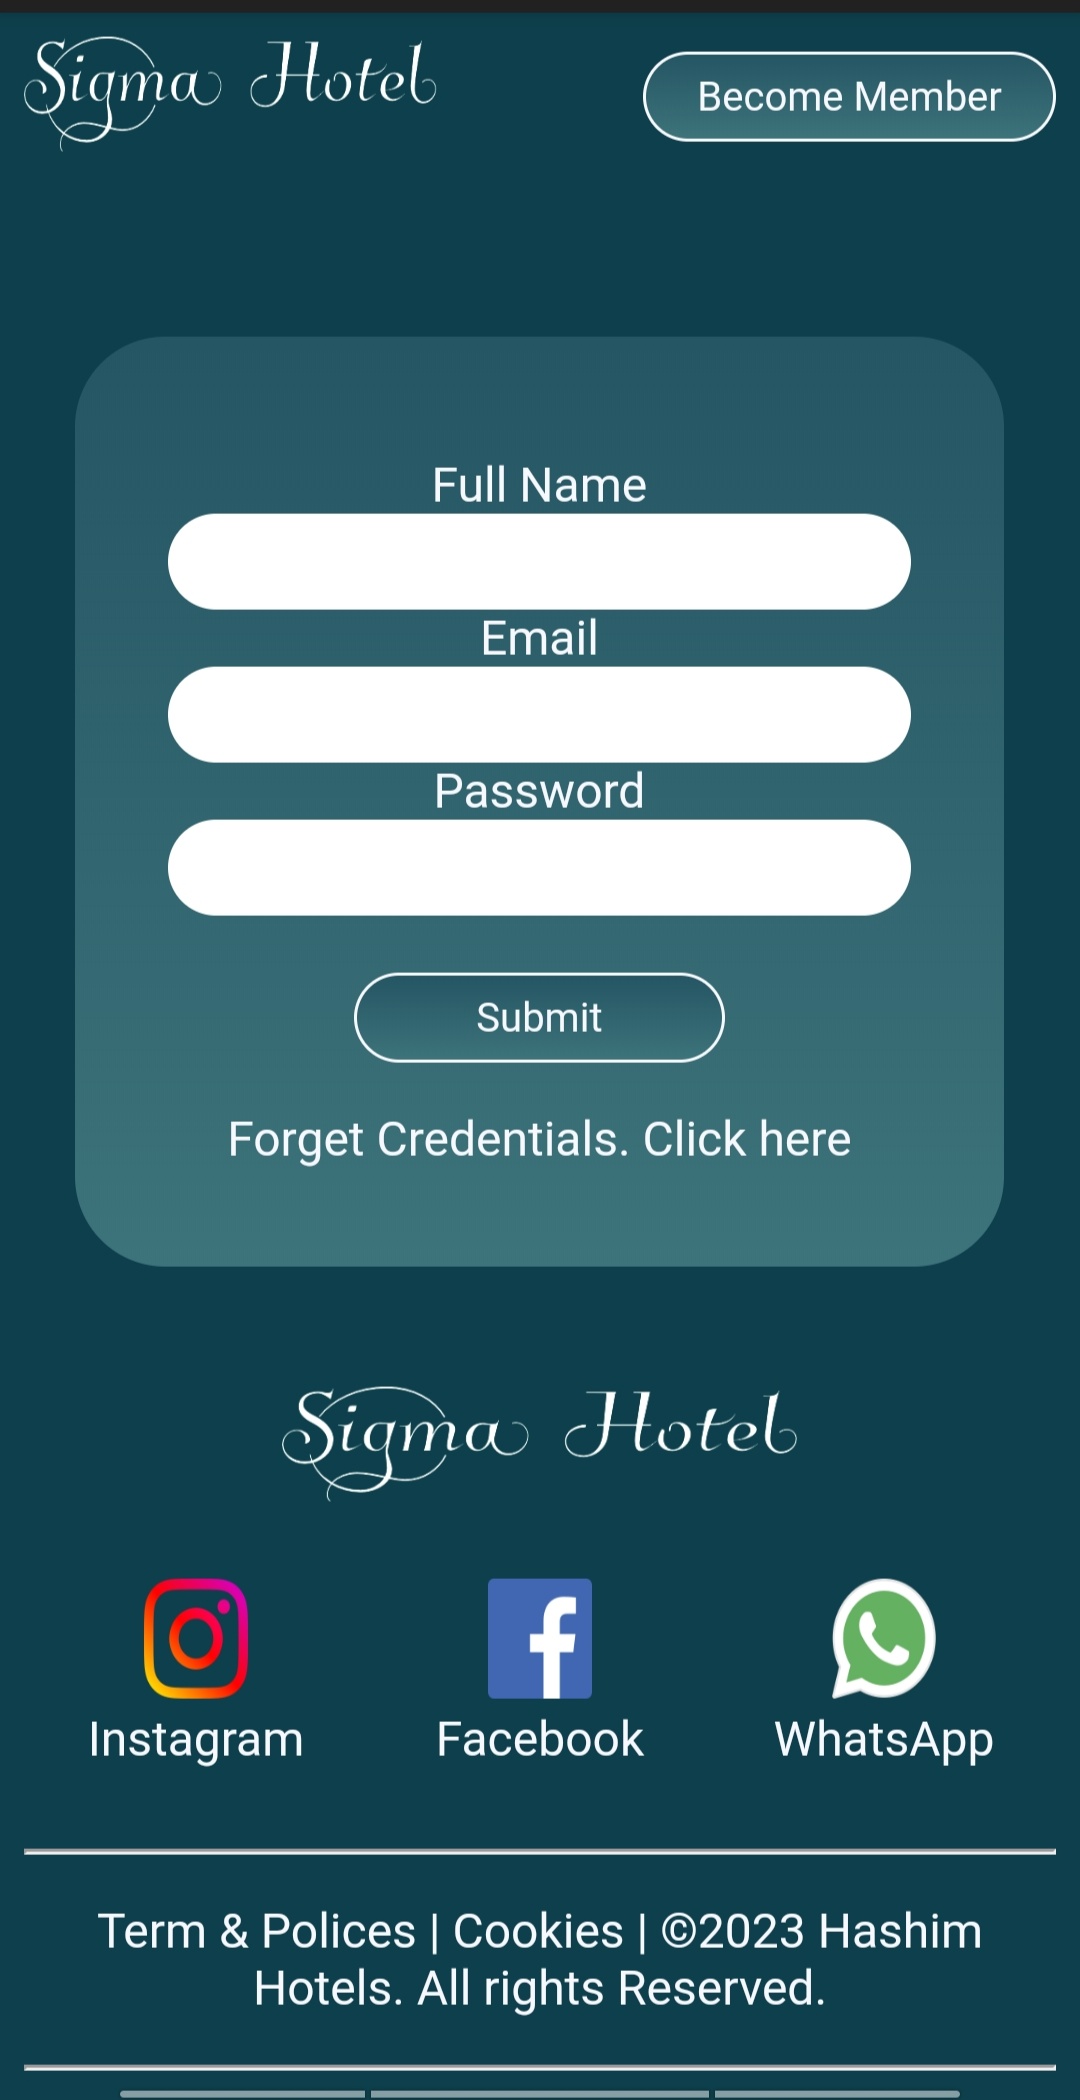 Sigma Hotel
Become Member
Full Name
Email
Password
Submit
Forget Credentials. Click here
Sigma Hotel
Instagram
Facebook
WhatsApp
Term & Polices | Cookies | ©2023 Hashim
Hotels. All rights Reserved.